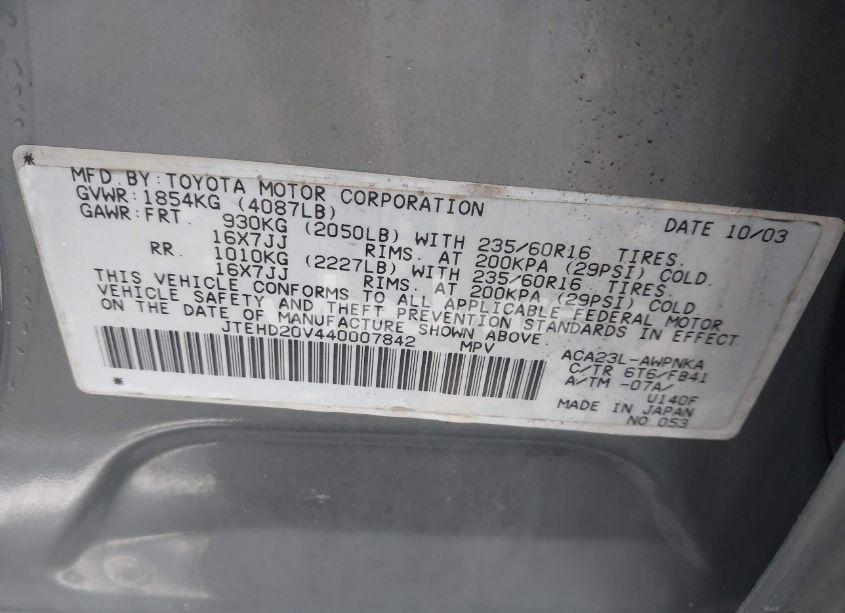 MFD. BY: TOYOTA MOTOR CORPORATION DATE 10/03
GVWR: 1854KG (4087LB)
GAWR: FRT. 930KG (2050LB) WITH 235/60R16 TIRES.
16X7JJ RIMS. AT 200KPA (29PSI) COLD.
RR. 1010KG (2227LB) WITH 235/60R16 TIRES.
16X7JJ RIMS. AT 200KPA (29PSI) COLD.
THIS VEHICLE CONFORMS TO ALL APPLICABLE FEDERAL MOTOR
VEHICLE SAFETY AND THEFT PREVENTION STANDARDS IN EFFECT
ON THE DATE OF MANUFACTURE SHOWN ABOVE.
JTEHD20V440007842 MPV
ACA23L-AWPNKA
C/TR 6T6/FB41
A/TM -07A/
U140F
MADE IN JAPAN
NO.053